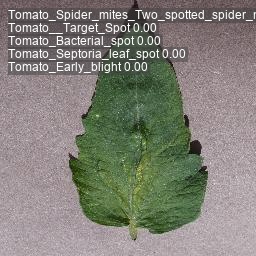 Tomato_Spider_mites_Two_spotted_spider_
Tomato__Target_Spot 0.00
Tomato_Bacterial_spot 0.00
Tomato_Septoria_leaf_spot 0.00
Tomato_Early_blight 0.00